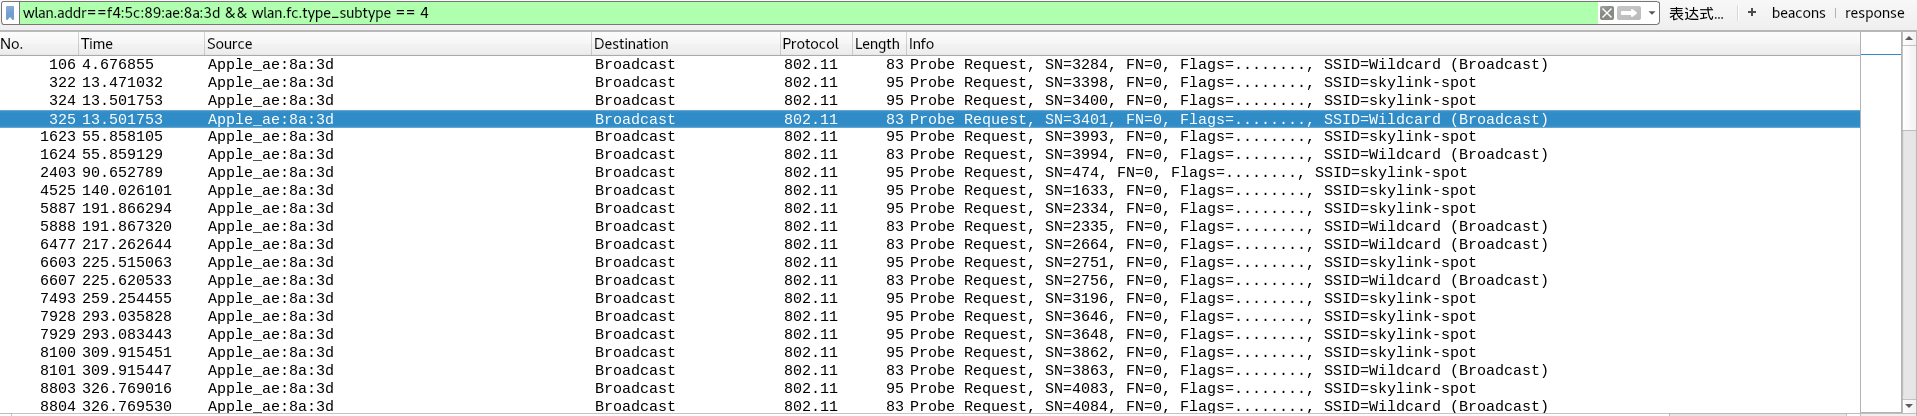 wlan.addr==f4:5c:89:ae:8a:3d && wlan.fc.type_subtype == 4 表达式… + beacons response
No. Time Source Destination Protocol Length Info
106 4.676855 Apple_ae:8a:3d Broadcast 802.11 83 Probe Request, SN=3284, FN=0, Flags=........, SSID=Wildcard (Broadcast)
322 13.471032 Apple_ae:8a:3d Broadcast 802.11 95 Probe Request, SN=3398, FN=0, Flags=........, SSID=skylink-spot
324 13.501753 Apple_ae:8a:3d Broadcast 802.11 95 Probe Request, SN=3400, FN=0, Flags=........, SSID=skylink-spot
325 13.501753 Apple_ae:8a:3d Broadcast 802.11 83 Probe Request, SN=3401, FN=0, Flags=........, SSID=Wildcard (Broadcast)
1623 55.858105 Apple_ae:8a:3d Broadcast 802.11 95 Probe Request, SN=3993, FN=0, Flags=........, SSID=skylink-spot
1624 55.859129 Apple_ae:8a:3d Broadcast 802.11 83 Probe Request, SN=3994, FN=0, Flags=........, SSID=Wildcard (Broadcast)
2403 90.652789 Apple_ae:8a:3d Broadcast 802.11 95 Probe Request, SN=474, FN=0, Flags=........, SSID=skylink-spot
4525 140.026101 Apple_ae:8a:3d Broadcast 802.11 95 Probe Request, SN=1633, FN=0, Flags=........, SSID=skylink-spot
5887 191.866294 Apple_ae:8a:3d Broadcast 802.11 95 Probe Request, SN=2334, FN=0, Flags=........, SSID=skylink-spot
5888 191.867320 Apple_ae:8a:3d Broadcast 802.11 83 Probe Request, SN=2335, FN=0, Flags=........, SSID=Wildcard (Broadcast)
6477 217.262644 Apple_ae:8a:3d Broadcast 802.11 83 Probe Request, SN=2664, FN=0, Flags=........, SSID=Wildcard (Broadcast)
6603 225.515063 Apple_ae:8a:3d Broadcast 802.11 95 Probe Request, SN=2751, FN=0, Flags=........, SSID=skylink-spot
6607 225.620533 Apple_ae:8a:3d Broadcast 802.11 83 Probe Request, SN=2756, FN=0, Flags=........, SSID=Wildcard (Broadcast)
7493 259.254455 Apple_ae:8a:3d Broadcast 802.11 95 Probe Request, SN=3196, FN=0, Flags=........, SSID=skylink-spot
7928 293.035828 Apple_ae:8a:3d Broadcast 802.11 95 Probe Request, SN=3646, FN=0, Flags=........, SSID=skylink-spot
7929 293.083443 Apple_ae:8a:3d Broadcast 802.11 95 Probe Request, SN=3648, FN=0, Flags=........, SSID=skylink-spot
8100 309.915451 Apple_ae:8a:3d Broadcast 802.11 95 Probe Request, SN=3862, FN=0, Flags=........, SSID=skylink-spot
8101 309.915447 Apple_ae:8a:3d Broadcast 802.11 83 Probe Request, SN=3863, FN=0, Flags=........, SSID=Wildcard (Broadcast)
8803 326.769016 Apple_ae:8a:3d Broadcast 802.11 95 Probe Request, SN=4083, FN=0, Flags=........, SSID=skylink-spot
8804 326.769530 Apple_ae:8a:3d Broadcast 802.11 83 Probe Request, SN=4084, FN=0, Flags=........, SSID=Wildcard (Broadcast)